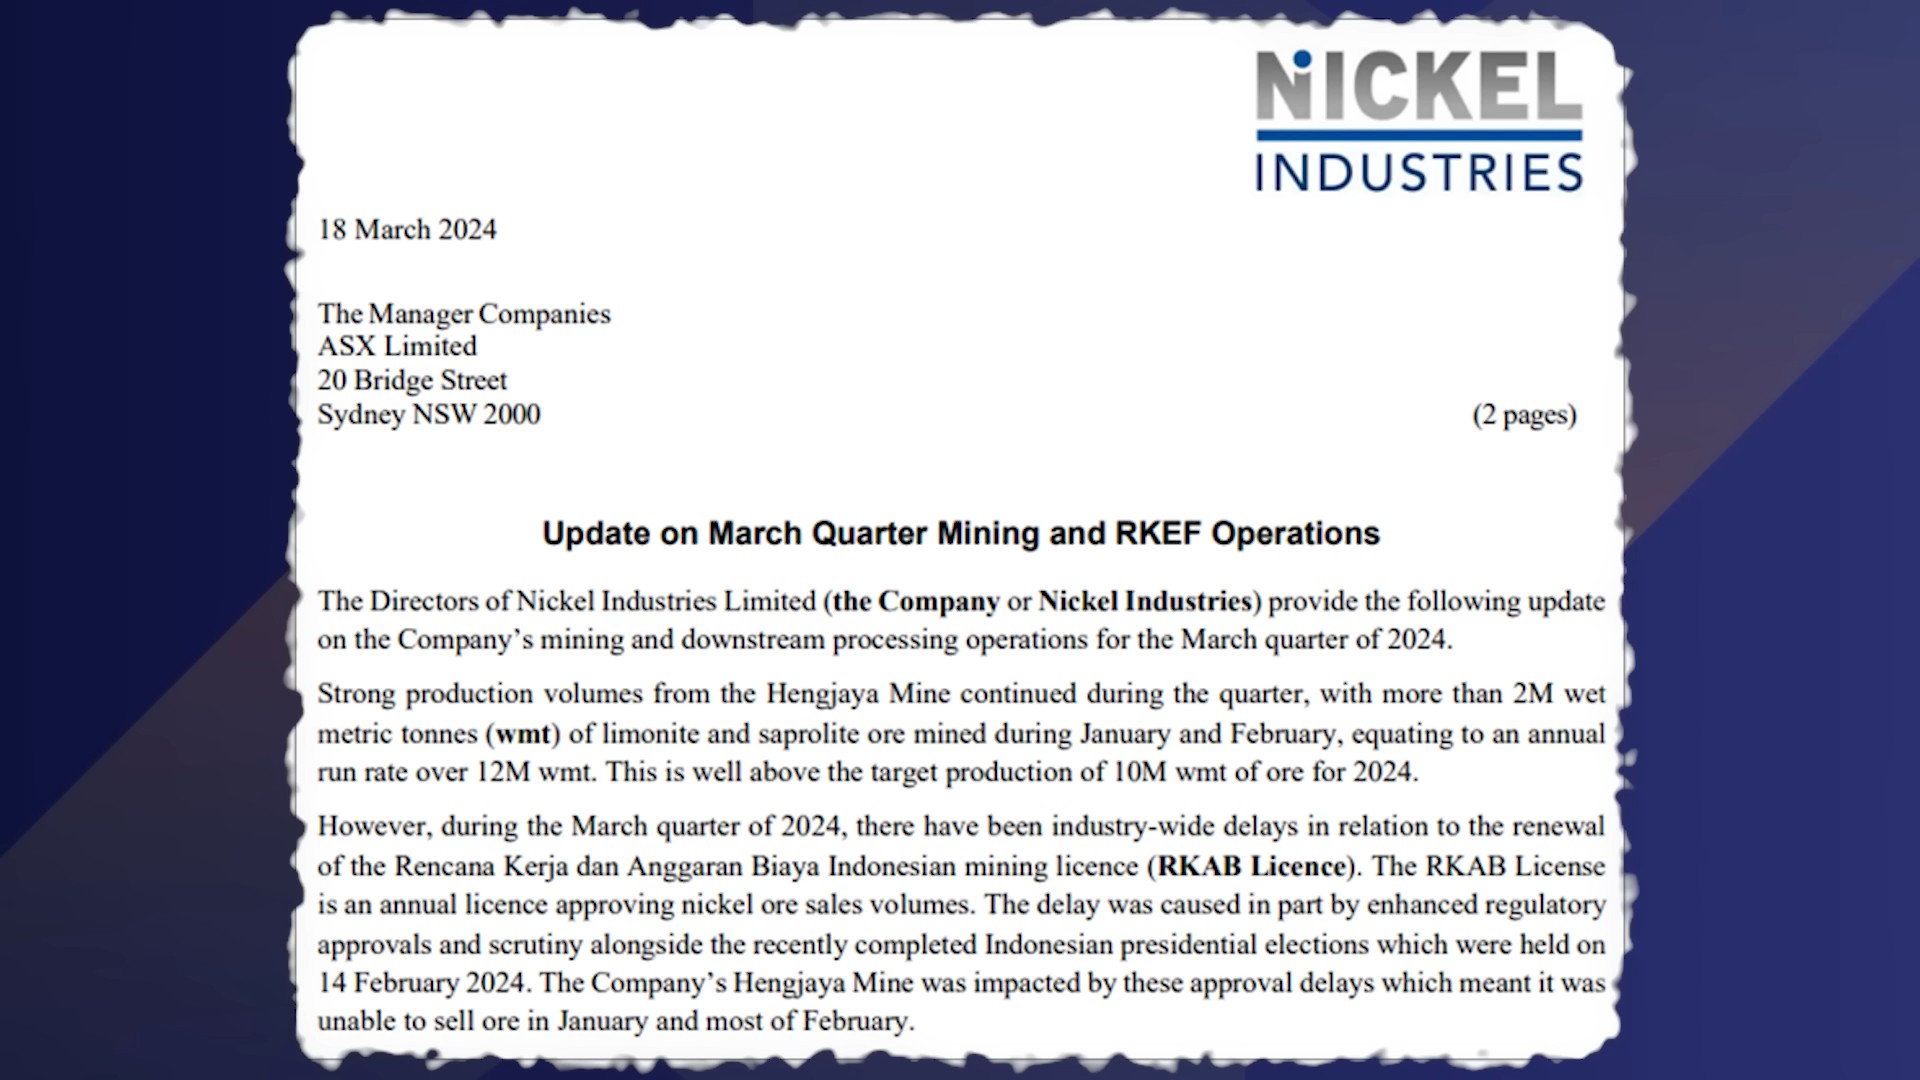 NICKEL
INDUSTRIES
18 March 2024
The Manager Companies
ASX Limited
20 Bridge Street
Sydney NSW 2000
(2 pages)
Update on March Quarter Mining and RKEF Operations
The Directors of Nickel Industries Limited (the Company or Nickel Industries) provide the following update
on the Company’s mining and downstream processing operations for the March quarter of 2024.
Strong production volumes from the Hengjaya Mine continued during the quarter, with more than 2M wet
metric tonnes (wmt) of limonite and saprolite ore mined during January and February, equating to an annual
run rate over 12M wmt. This is well above the target production of 10M wmt of ore for 2024.
However, during the March quarter of 2024, there have been industry-wide delays in relation to the renewal
of the Rencana Kerja dan Anggaran Biaya Indonesian mining licence (RKAB Licence). The RKAB License
is an annual licence approving nickel ore sales volumes. The delay was caused in part by enhanced regulatory
approvals and scrutiny alongside the recently completed Indonesian presidential elections which were held on
14 February 2024. The Company’s Hengjaya Mine was impacted by these approval delays which meant it was
unable to sell ore in January and most of February.